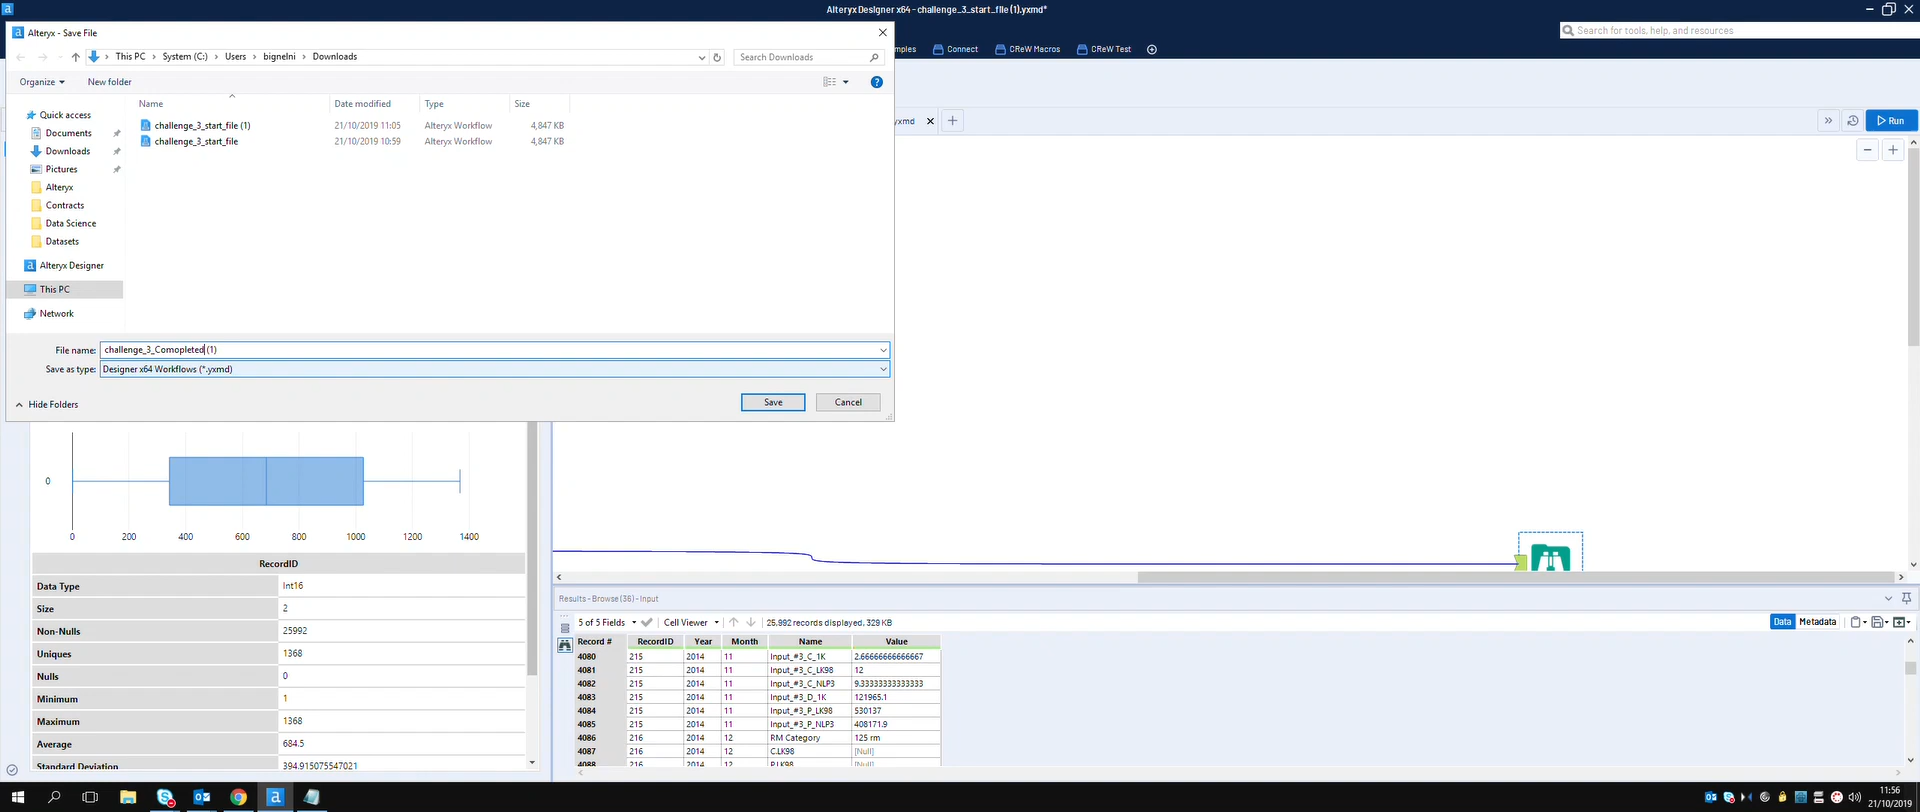 Alteryx Designer x64 - challenge_3_start_file (1).yxmd*
Alteryx - Save File
Search for tools, help, and resources
mples
Connect
CReW Macros
CReW Test
This PC > System (C:) > Users > bignelni > Downloads
Search Downloads
Organize
New folder
Name
Date modified
Type
Size
challenge_3_start_file (1)
21/10/2019 11:05
Alteryx Workflow
4,847 KB
challenge_3_start_file
21/10/2019 10:59
Alteryx Workflow
4,847 KB
Quick access
Documents
Downloads
Pictures
Alteryx
Contracts
Data Science
Datasets
Alteryx Designer
This PC
Network
yxmd
Run
File name:
challenge_3_Comopleted (1)
Save as type:
Designer x64 Workflows (*.yxmd)
Hide Folders
Save
Cancel
0
0 200 400 600 800 1000 1200 1400
RecordID
Data Type Int16
Size 2
Non-Nulls 25992
Uniques 1368
Nulls 0
Minimum 1
Maximum 1368
Average 684.5
Standard Deviation 394.915075547021
Results - Browse (36) - Input
5 of 5 Fields
Cell Viewer
25,992 records displayed, 329 KB
Data
Metadata
Record # RecordID Year Month Name Value
4080 215 2014 11 Input_#3_C_1K 2.66666666666667
4081 215 2014 11 Input_#3_C_LK98 12
4082 215 2014 11 Input_#3_C_NLP3 9.33333333333333
4083 215 2014 11 Input_#3_D_1K 121965.1
4084 215 2014 11 Input_#3_P_LK98 530137
4085 215 2014 11 Input_#3_P_NLP3 408171.9
4086 216 2014 12 RM Category 125 rm
4087 216 2014 12 C.LK98 [Null]
4088 216 2014 12 P.LK98 [Null]
11:56
21/10/2019